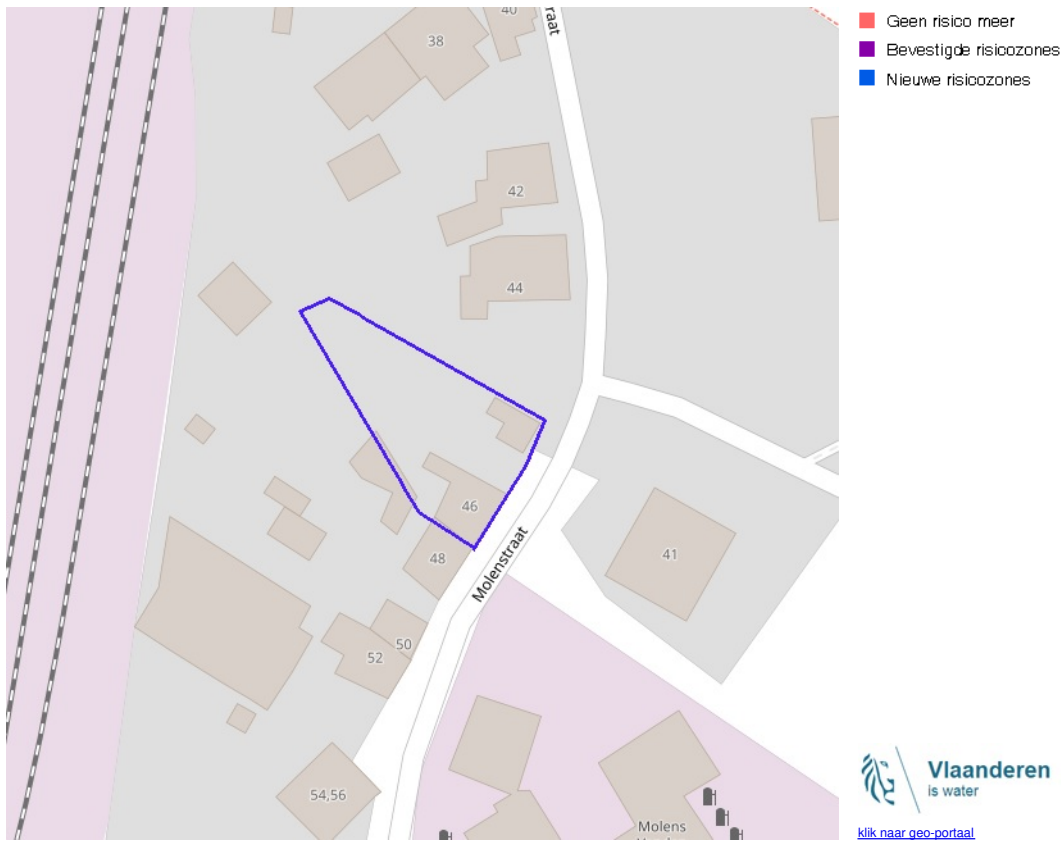 Geen risico meer
Bevestigde risicozones
Nieuwe risicozones
40
raat
38
42
44
46
48
Molenstraat
41
50
52
54,56
Molens
Vlaanderen
is water
klik naar geo-portaal